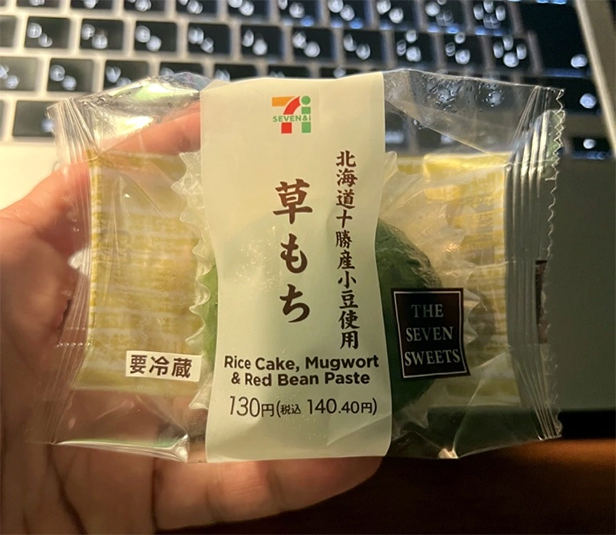 SEVEN&i
北海道十勝産小豆使用
草もち
THE
SEVEN
SWEETS
要冷蔵
Rice Cake, Mugwort
& Red Bean Paste
130円(税込 140.40円)